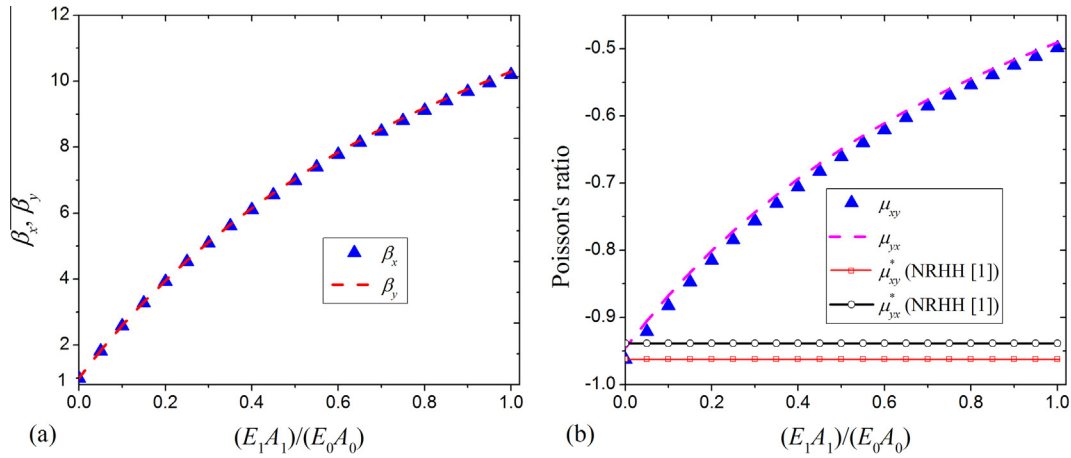 12
10
8
6
4
2
1
β_x, β_y
β_x
β_y
0.0 0.2 0.4 0.6 0.8 1.0
(a)
(E_1A_1)/(E_0A_0)
-0.5
-0.6
-0.7
-0.8
-0.9
-1.0
Poisson's ratio
μ_xy
μ_yx
μ*_xy (NRHH [1])
μ*_yx (NRHH [1])
0.0 0.2 0.4 0.6 0.8 1.0
(b)
(E_1A_1)/(E_0A_0)